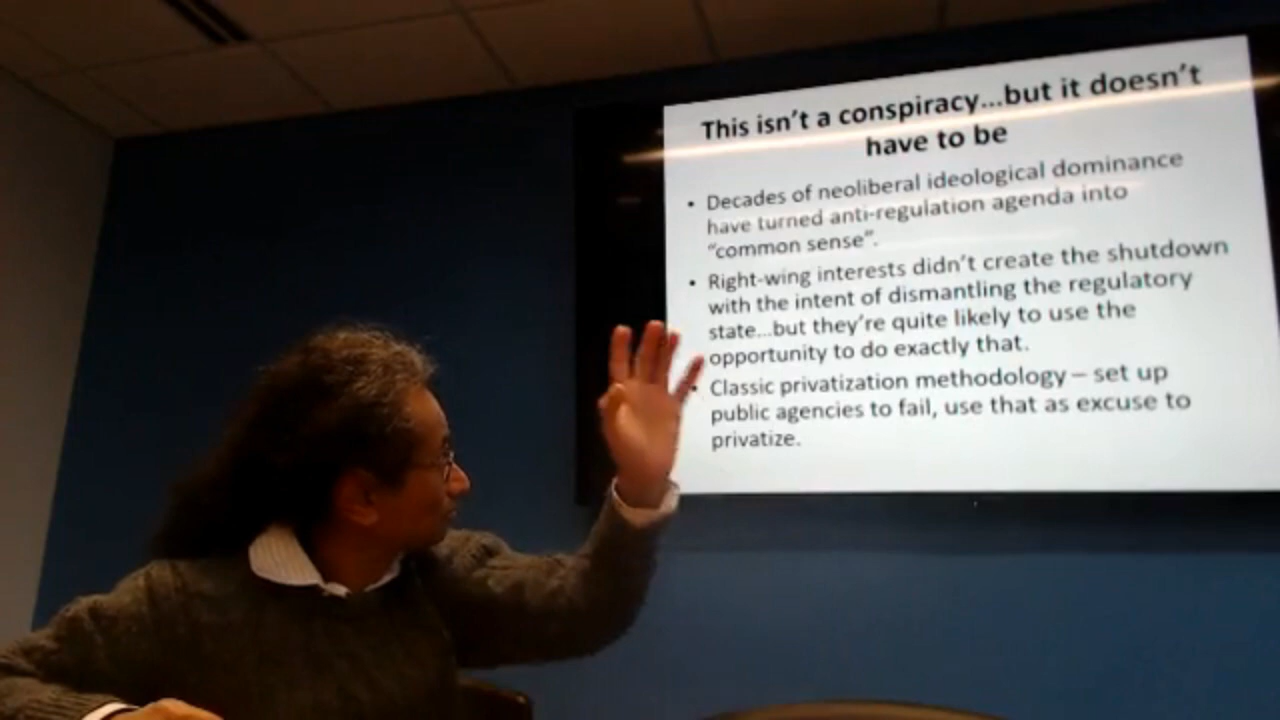 This isn’t a conspiracy...but it doesn’t
have to be
• Decades of neoliberal ideological dominance
have turned anti-regulation agenda into
“common sense”.
• Right-wing interests didn’t create the shutdown
with the intent of dismantling the regulatory
state...but they’re quite likely to use the
opportunity to do exactly that.
• Classic privatization methodology – set up
public agencies to fail, use that as excuse to
privatize.